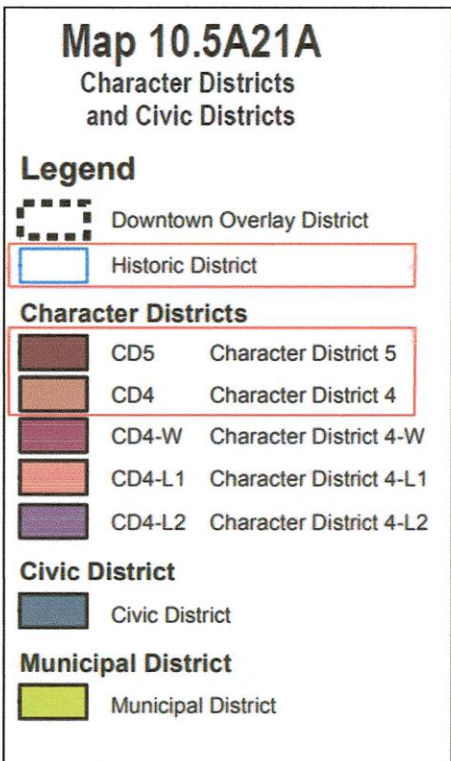 Map 10.5A21A
Character Districts
and Civic Districts
Legend
Downtown Overlay District
Historic District
Character Districts
CD5 Character District 5
CD4 Character District 4
CD4-W Character District 4-W
CD4-L1 Character District 4-L1
CD4-L2 Character District 4-L2
Civic District
Civic District
Municipal District
Municipal District